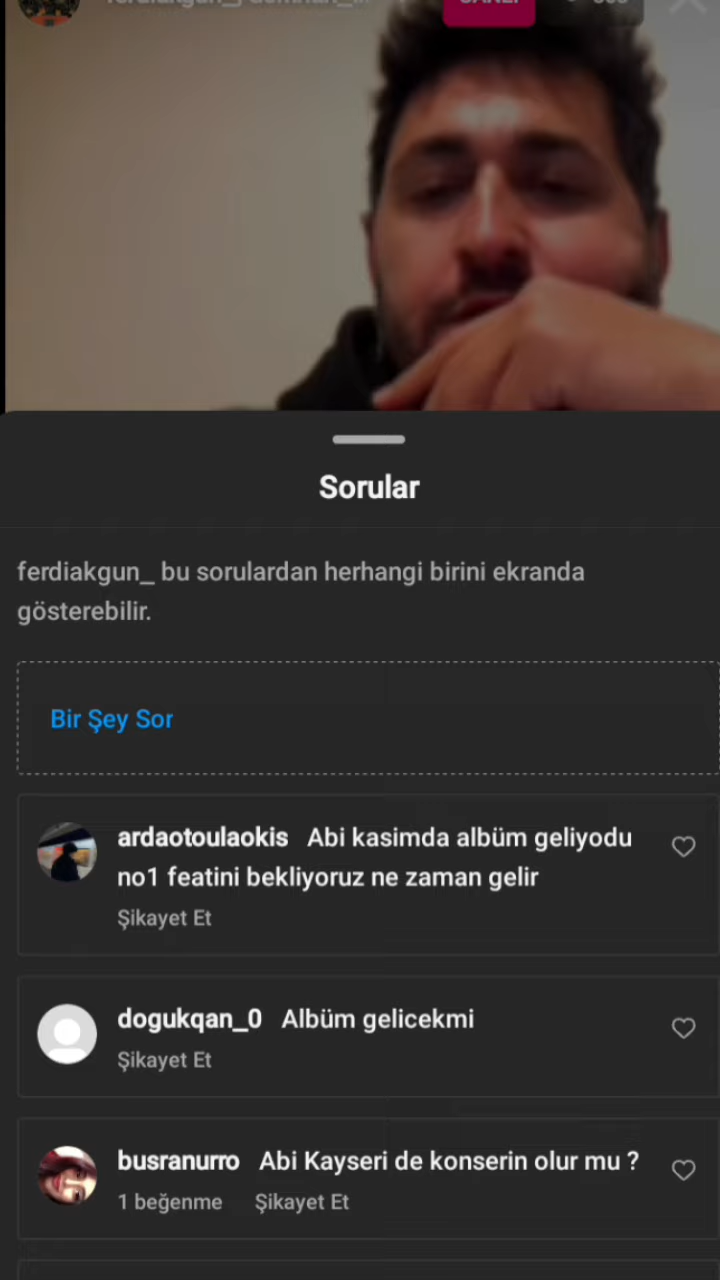 CANLI
Sorular
ferdiakgun_ bu sorulardan herhangi birini ekranda
gösterebilir.
Bir Şey Sor
ardaotoulaokis Abi kasimda albüm geliyodu
no1 featini bekliyoruz ne zaman gelir
Şikayet Et
dogukqan_0 Albüm gelicekmi
Şikayet Et
busranurro Abi Kayseri de konserin olur mu ?
1 beğenme Şikayet Et